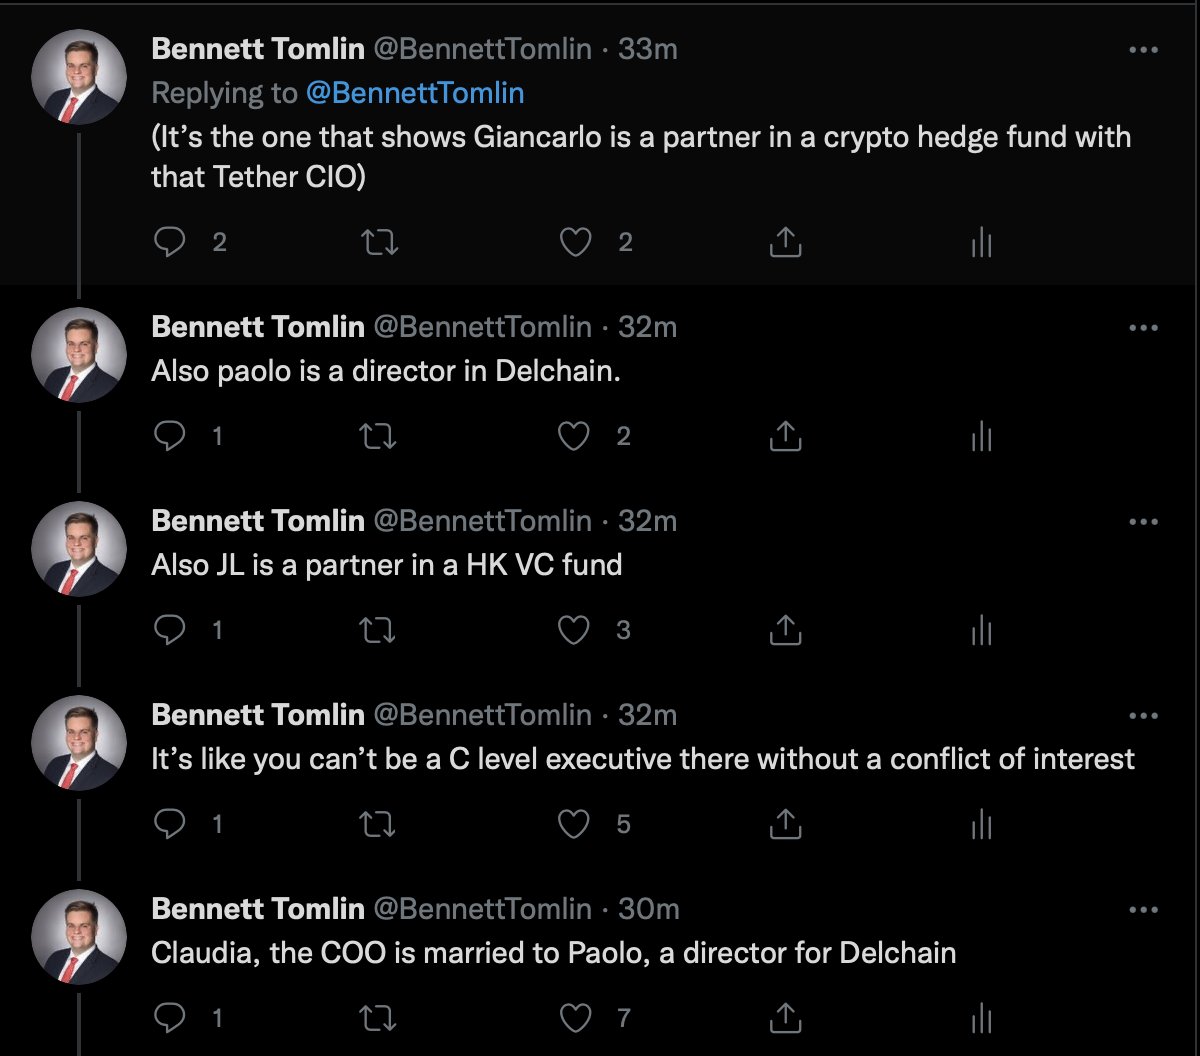 Bennett Tomlin @BennettTomlin · 33m
Replying to @BennettTomlin
(It’s the one that shows Giancarlo is a partner in a crypto hedge fund with
that Tether CIO)
2 2
Bennett Tomlin @BennettTomlin · 32m
Also paolo is a director in Delchain.
1 2
Bennett Tomlin @BennettTomlin · 32m
Also JL is a partner in a HK VC fund
1 3
Bennett Tomlin @BennettTomlin · 32m
It’s like you can’t be a C level executive there without a conflict of interest
1 5
Bennett Tomlin @BennettTomlin · 30m
Claudia, the COO is married to Paolo, a director for Delchain
1 7